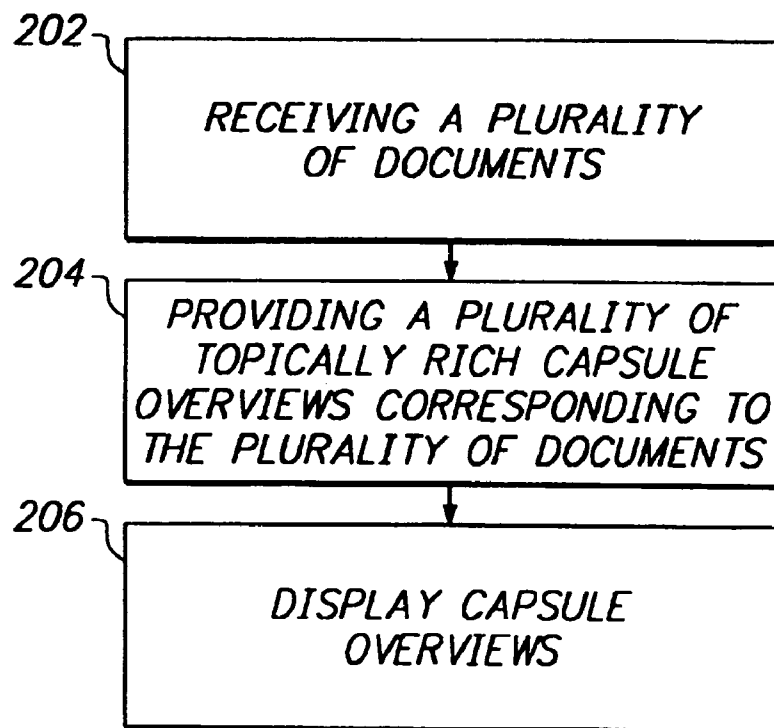 202
RECEIVING A PLURALITY
OF DOCUMENTS
204
PROVIDING A PLURALITY OF
TOPICALLY RICH CAPSULE
OVERVIEWS CORRESPONDING TO
THE PLURALITY OF DOCUMENTS
206
DISPLAY CAPSULE
OVERVIEWS